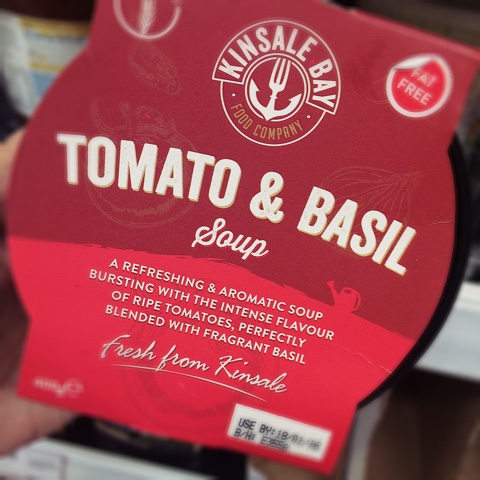 KINSALE BAY
· FOOD COMPANY ·
FAT
FREE
TOMATO & BASIL
Soup
A REFRESHING & AROMATIC SOUP
BURSTING WITH THE INTENSE FLAVOUR
OF RIPE TOMATOES, PERFECTLY
BLENDED WITH FRAGRANT BASIL
Fresh from Kinsale
USE BY:
B/N: